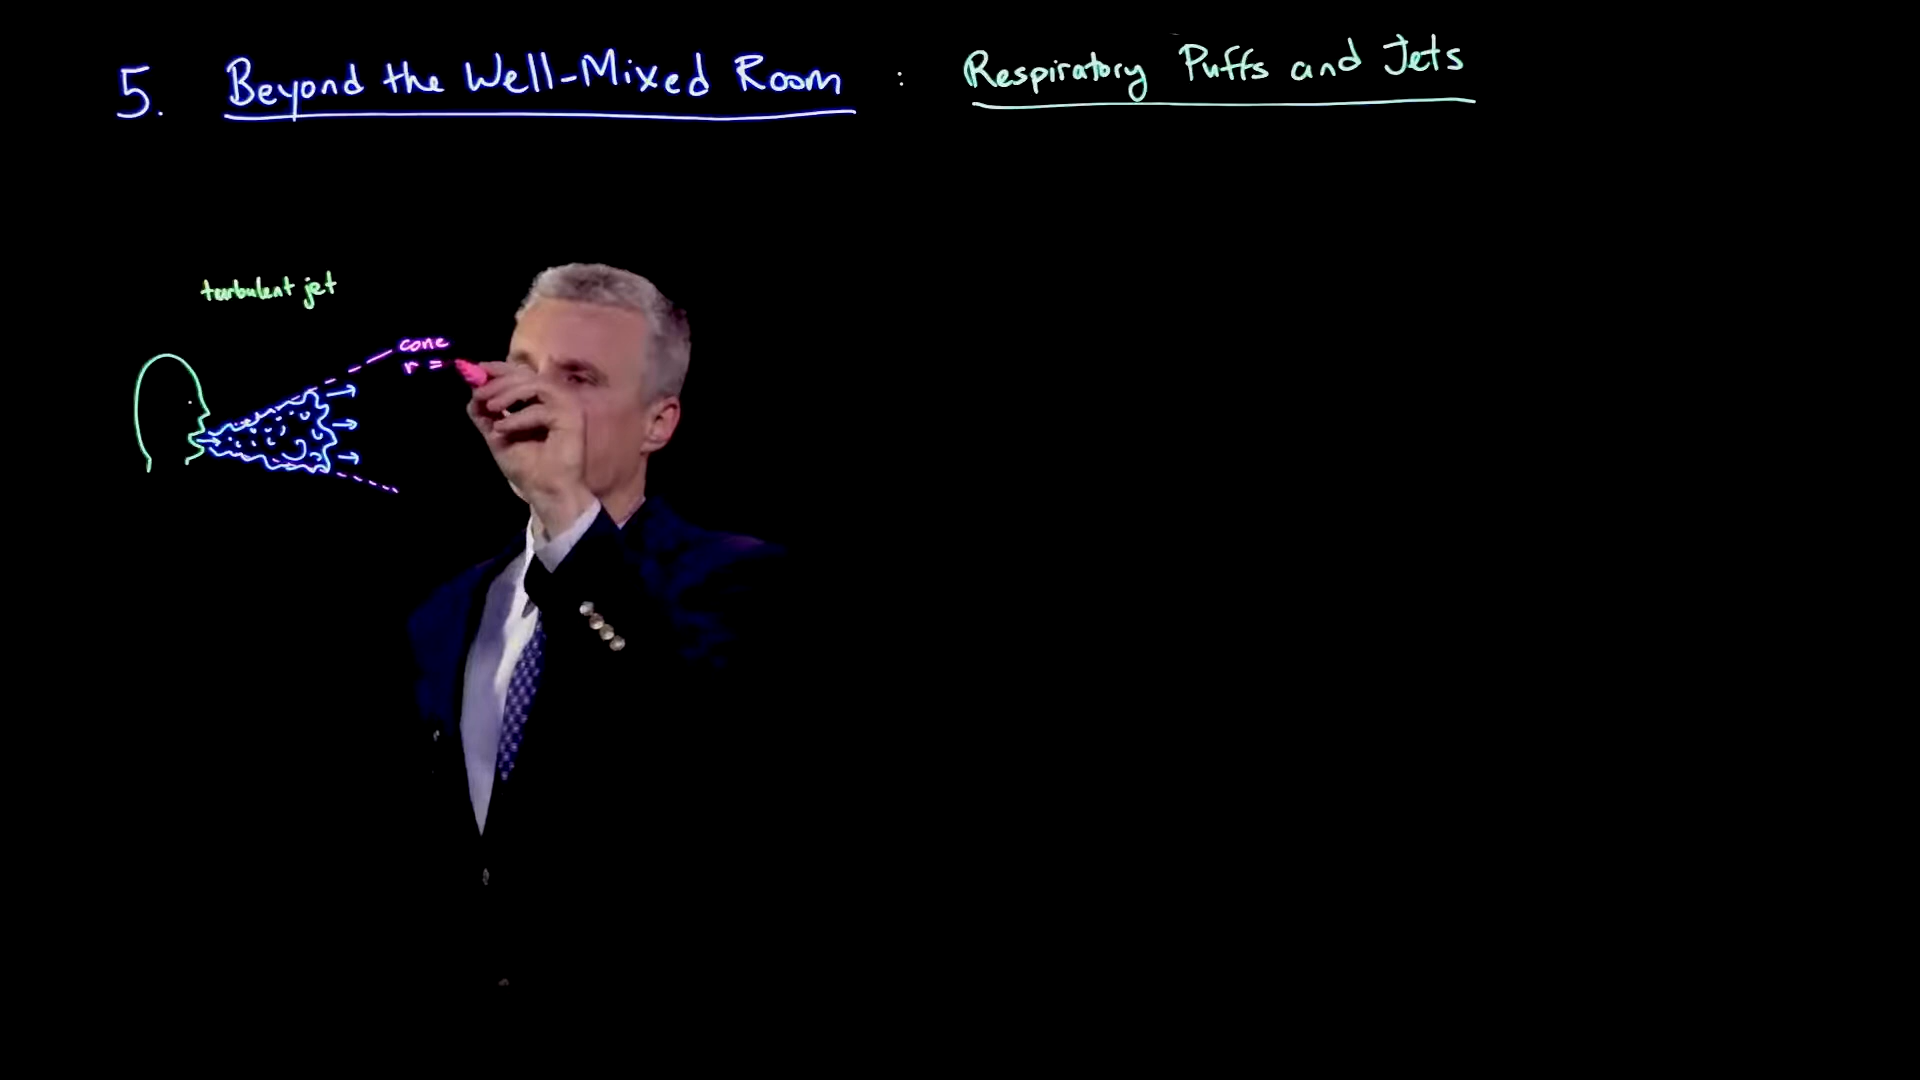 5. Beyond the Well-Mixed Room : Respiratory Puffs and Jets
turbulent jet
cone
r =